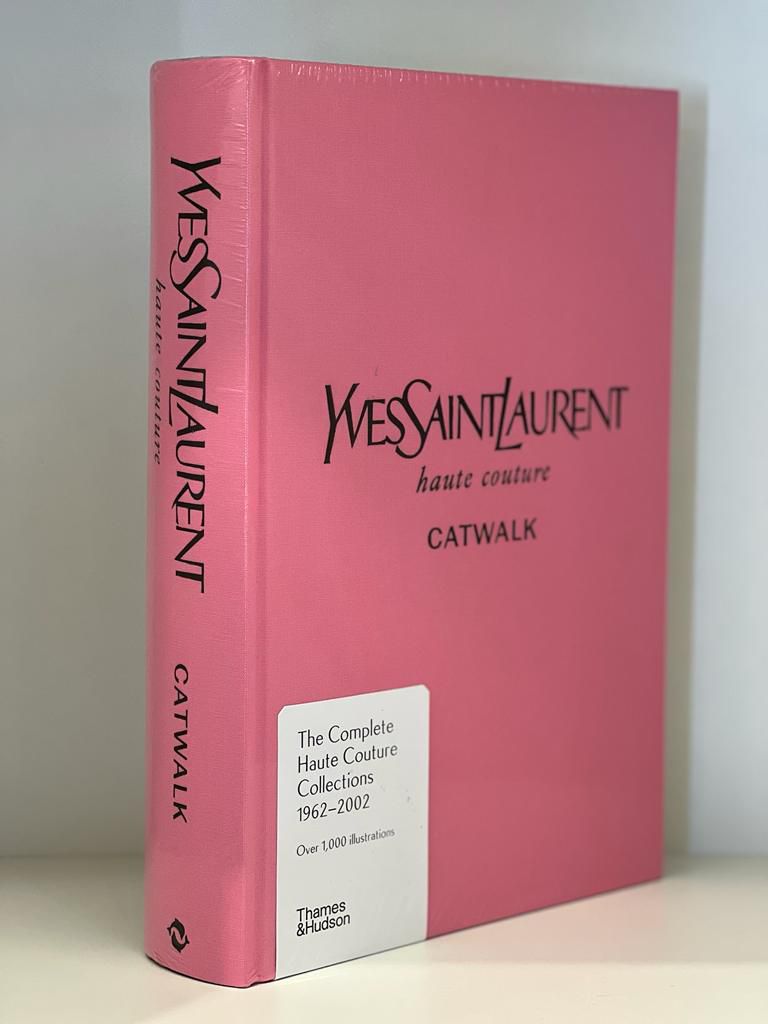 YVESSAINTLAURENT
haute couture
CATWALK
YVESSAINTLAURENT
haute couture
CATWALK
The Complete
Haute Couture
Collections
1962–2002
Over 1,000 illustrations
Thames
&Hudson